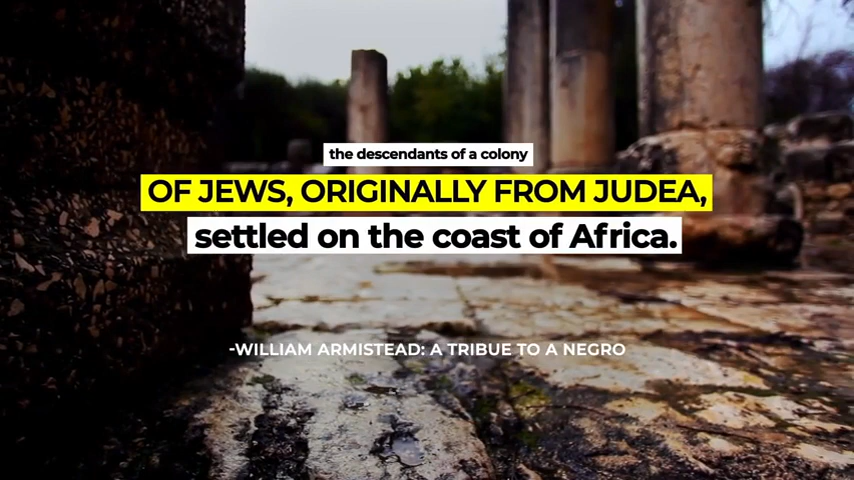 the descendants of a colony
OF JEWS, ORIGINALLY FROM JUDEA,
settled on the coast of Africa.
-WILLIAM ARMISTEAD: A TRIBUE TO A NEGRO